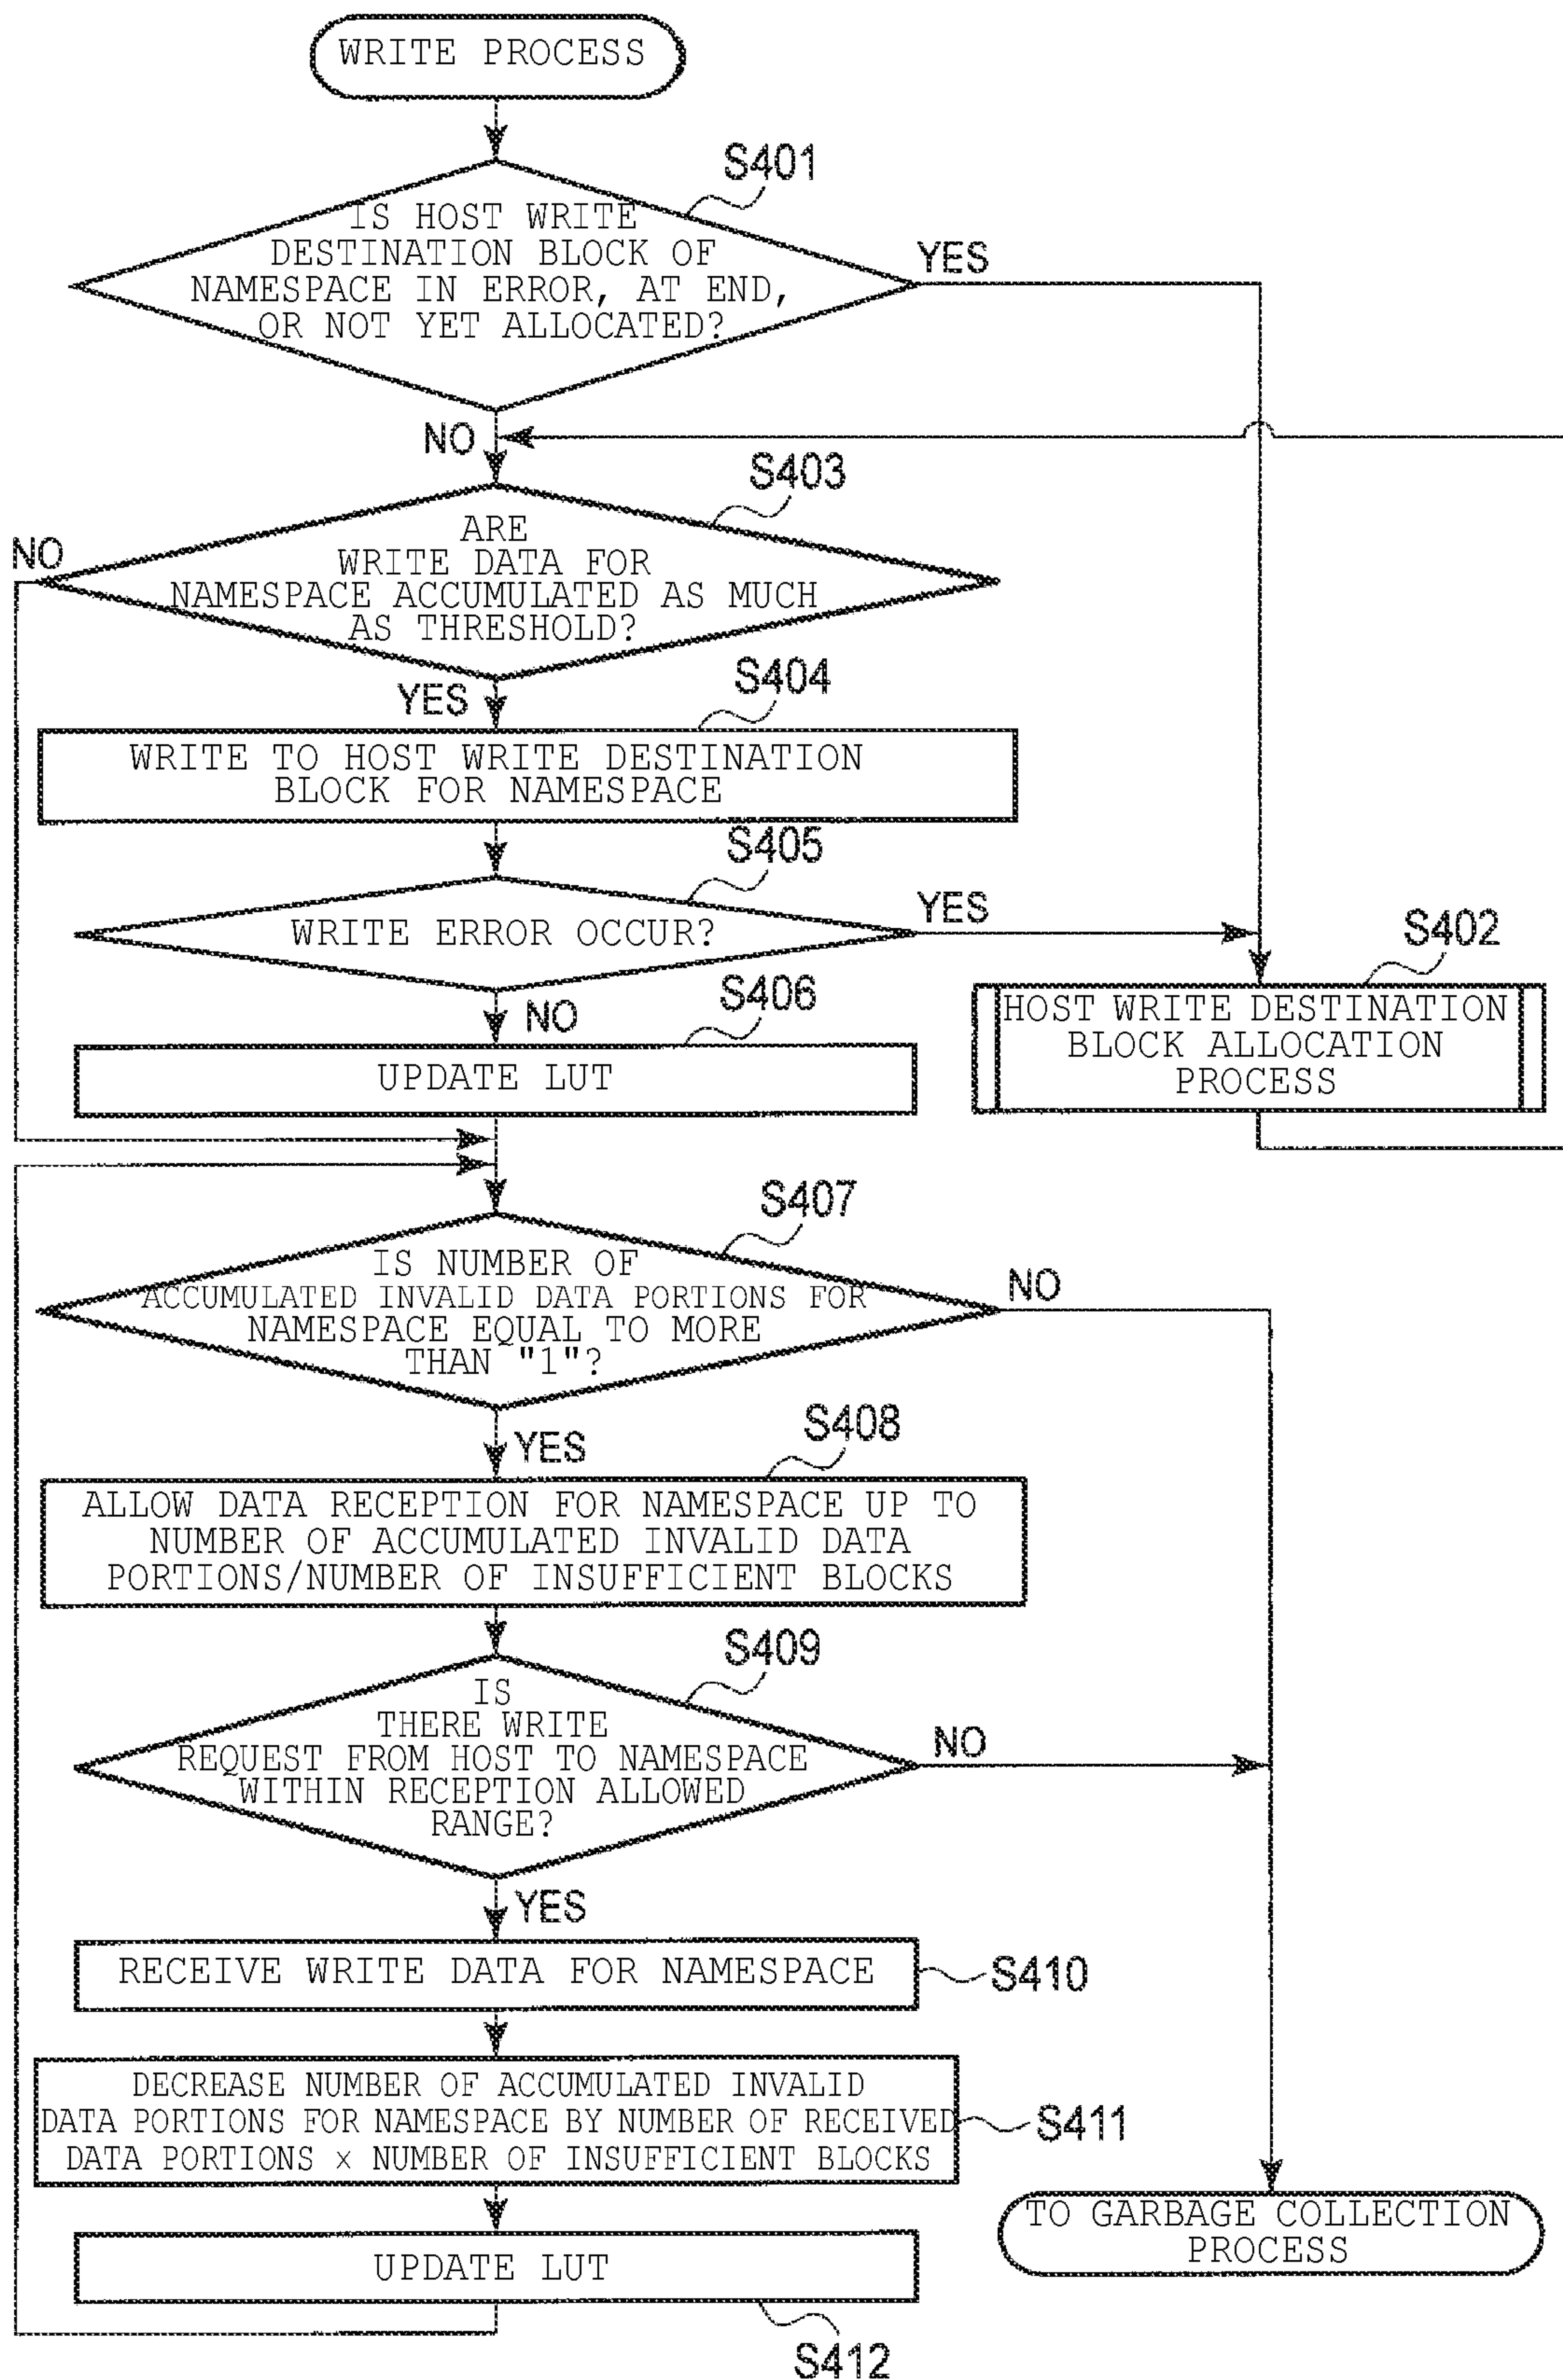 WRITE PROCESS
S401
IS HOST WRITE
DESTINATION BLOCK OF
NAMESPACE IN ERROR, AT END,
OR NOT YET ALLOCATED?
YES
NO
S403
ARE
WRITE DATA FOR
NAMESPACE ACCUMULATED AS MUCH
AS THRESHOLD?
NO
YES
S404
WRITE TO HOST WRITE DESTINATION
BLOCK FOR NAMESPACE
S405
WRITE ERROR OCCUR?
YES
NO
S402
HOST WRITE DESTINATION
BLOCK ALLOCATION
PROCESS
S406
UPDATE LUT
S407
IS NUMBER OF
ACCUMULATED INVALID DATA PORTIONS FOR
NAMESPACE EQUAL TO MORE
THAN "1"?
NO
YES
S408
ALLOW DATA RECEPTION FOR NAMESPACE UP TO
NUMBER OF ACCUMULATED INVALID DATA
PORTIONS/NUMBER OF INSUFFICIENT BLOCKS
S409
IS
THERE WRITE
REQUEST FROM HOST TO NAMESPACE
WITHIN RECEPTION ALLOWED
RANGE?
NO
YES
RECEIVE WRITE DATA FOR NAMESPACE
S410
DECREASE NUMBER OF ACCUMULATED INVALID
DATA PORTIONS FOR NAMESPACE BY NUMBER OF RECEIVED
DATA PORTIONS × NUMBER OF INSUFFICIENT BLOCKS
S411
UPDATE LUT
S412
TO GARBAGE COLLECTION
PROCESS